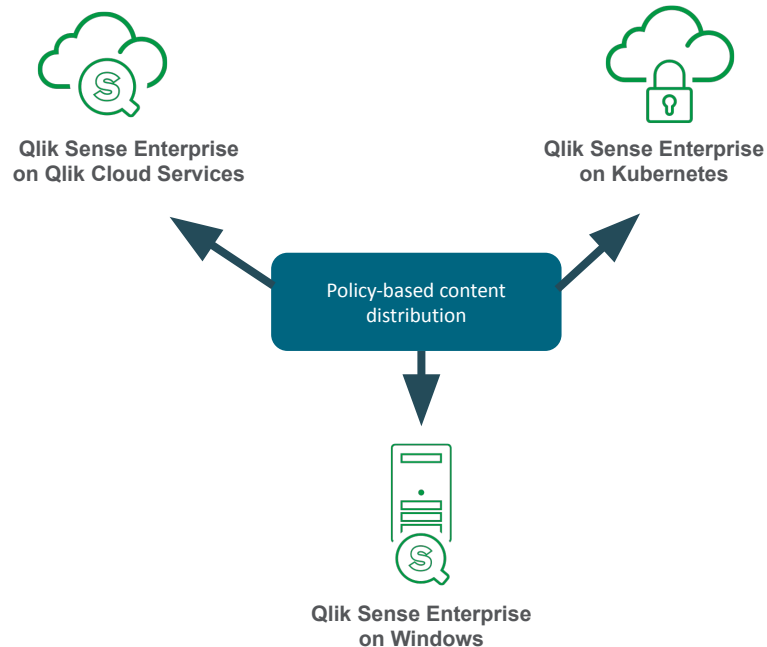 S
Qlik Sense Enterprise
on Qlik Cloud Services
Qlik Sense Enterprise
on Kubernetes
Policy-based content
distribution
S
Qlik Sense Enterprise
on Windows